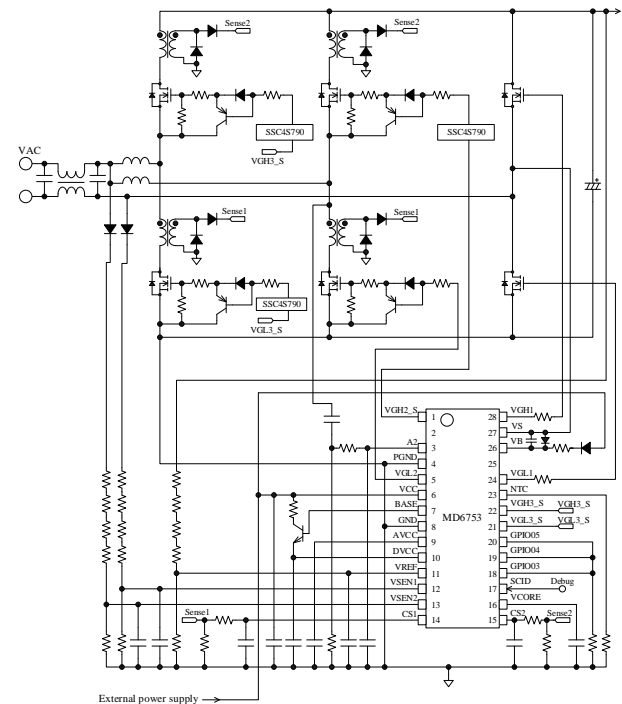 Sense2
Sense2
SSC4S790
SSC4S790
VGH3_S
VAC
Sense1
Sense1
SSC4S790
VGL3_S
VGH2_S 1
2
A2 3
PGND 4
VGL2 5
VCC 6
BASE 7
GND 8
AVCC 9
DVCC 10
VREF 11
VSEN1 12
VSEN2 13
CS1 14
MD6753
28 VGH1
27 VS
26 VB
25
24 VGL1
23 NTC
22 VGH3_S VGH3_S
21 VGL3_S VGL3_S
20 GPIO05
19 GPIO04
18 GPIO03
17 SCID Debug
16 VCORE
15 CS2 Sense2
Sense1
External power supply